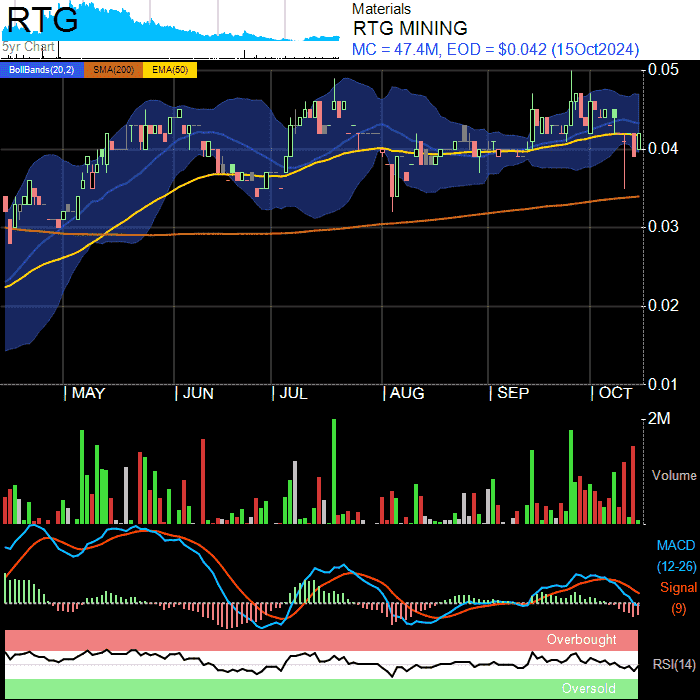 RTG
5yr Chart
Materials
RTG MINING
MC = 47.4M, EOD = $0.042 (15Oct2024)
BollBands(20,2) SMA(200) EMA(50)
0.05
0.04
0.03
0.02
0.01
MAY JUN JUL AUG SEP OCT
2M
Volume
MACD
(12-26)
Signal
(9)
Overbought
RSI(14)
Oversold